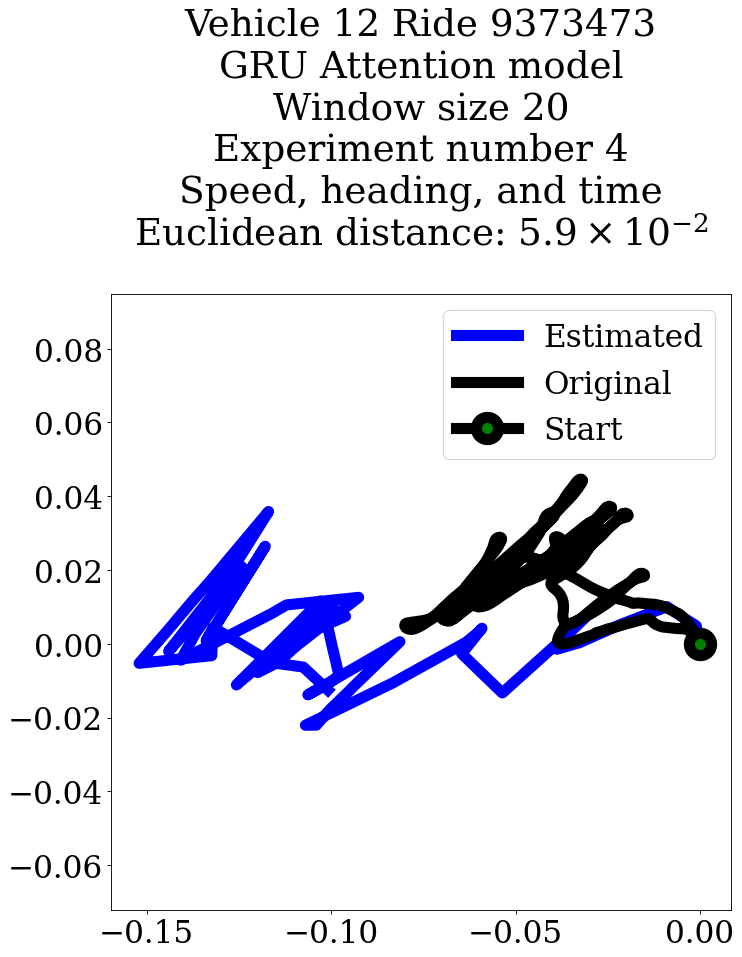 Vehicle 12 Ride 9373473
GRU Attention model
Window size 20
Experiment number 4
Speed, heading, and time
Euclidean distance: 5.9 × 10⁻²
Estimated
Original
Start
0.08
0.06
0.04
0.02
0.00
−0.02
−0.04
−0.06
−0.15 −0.10 −0.05 0.00